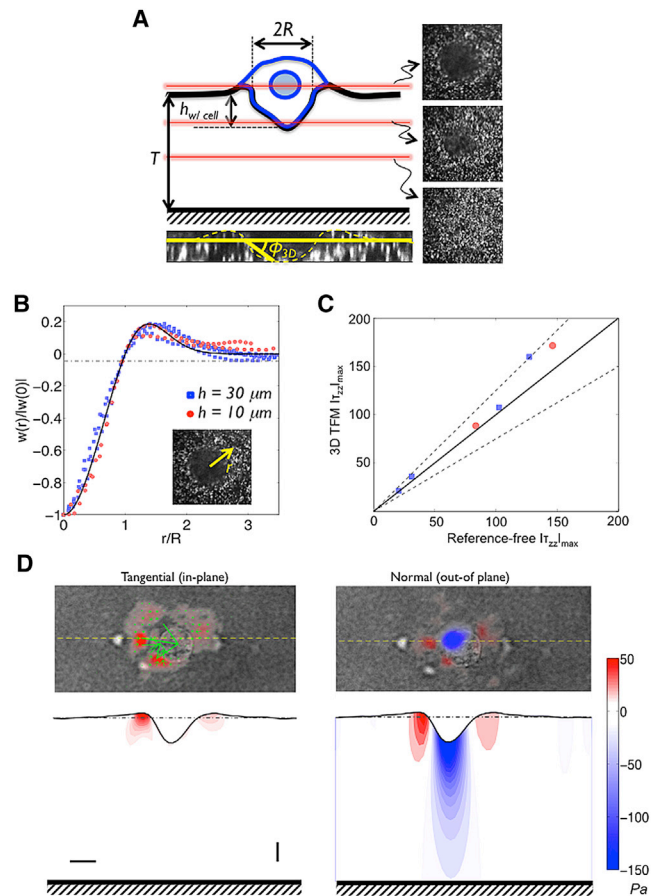 A
2R
h w/ cell
T
ϕ3D
B
C
0.2
0
−0.2
−0.4
−0.6
−0.8
−1
0
1
2
3
w(r)/|w(0)|
r/R
h = 30 μm
h = 10 μm
r
200
150
100
50
0
50
100
150
200
3D TFM |τzz|max
Reference-free |τzz|max
D
Tangential (in-plane)
Normal (out-of plane)
50
0
−50
−100
−150
Pa